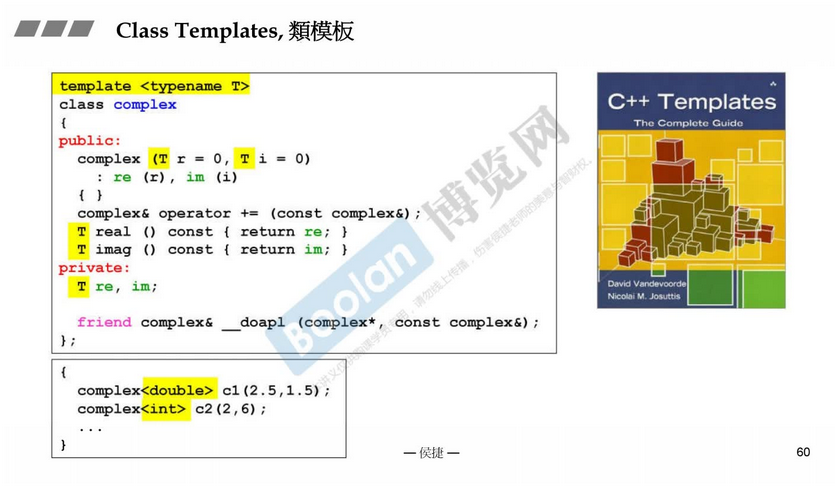 Class Templates, 類模板
template <typename T>
class complex
{
public:
complex (T r = 0, T i = 0)
: re (r), im (i)
{ }
complex& operator += (const complex&);
T real () const { return re; }
T imag () const { return im; }
private:
T re, im;
friend complex& __doapl (complex*, const complex&);
};
{
complex<double> c1(2.5,1.5);
complex<int> c2(2,6);
...
}
C++ Templates
The Complete Guide
David Vandevoorde
Nicolai M. Josuttis
Boolan 博览网
— 侯捷 —
60